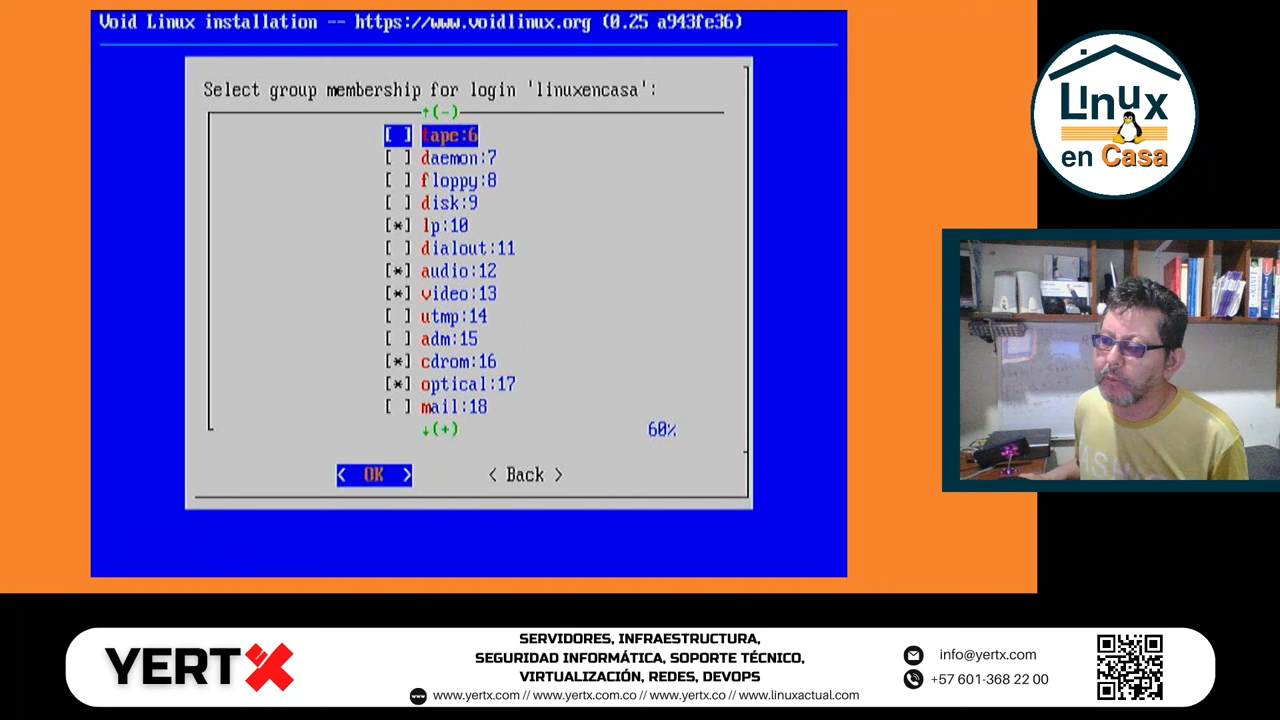 Void Linux installation -- https://www.voidlinux.org (0.25 a943fe36)
Select group membership for login 'linuxencasa':
↑(-)
[ ] tape:6
[ ] daemon:7
[ ] floppy:8
[ ] disk:9
[*] lp:10
[ ] dialout:11
[*] audio:12
[*] video:13
[ ] utmp:14
[ ] adm:15
[*] cdrom:16
[*] optical:17
[ ] mail:18
↓(+)
60%
< OK > < Back >
Linux
en Casa
YERTX
SERVIDORES, INFRAESTRUCTURA,
SEGURIDAD INFORMÁTICA, SOPORTE TÉCNICO,
VIRTUALIZACIÓN, REDES, DEVOPS
www.yertx.com // www.yertx.com.co // www.yertx.co // www.linuxactual.com
info@yertx.com
+57 601-368 22 00